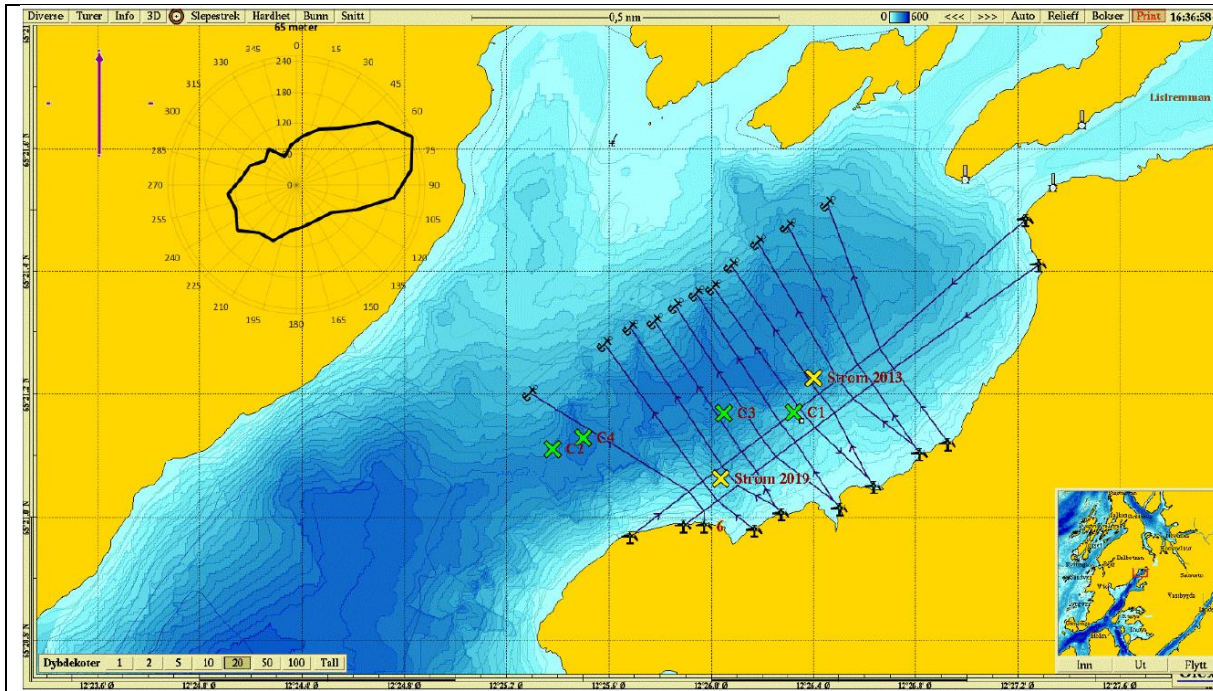 Diverse Turer Info 3D Slepestrek Hardhet Bunn Snitt 0,5 nm 0 600 <<< >>> Auto Relieff Bokser Print 16:36:58
65 meter
0
345 15
330 30
315 45
300 60
285 75
270 90
255 105
240 120
225 135
210 150
195 165
180
240
180
120
0
Listremman
Strøm 2013
C3 C1
C4
C2
Strøm 2019
6
Dybdekoter 1 2 5 10 20 50 100 Tall
Inn Ut Flytt
12°23.6 Ø 12°24.0 Ø 12°24.4 Ø 12°24.8 Ø 12°25.2 Ø 12°25.6 Ø 12°26.0 Ø 12°26.4 Ø 12°26.8 Ø 12°27.2 Ø 12°27.6 Ø